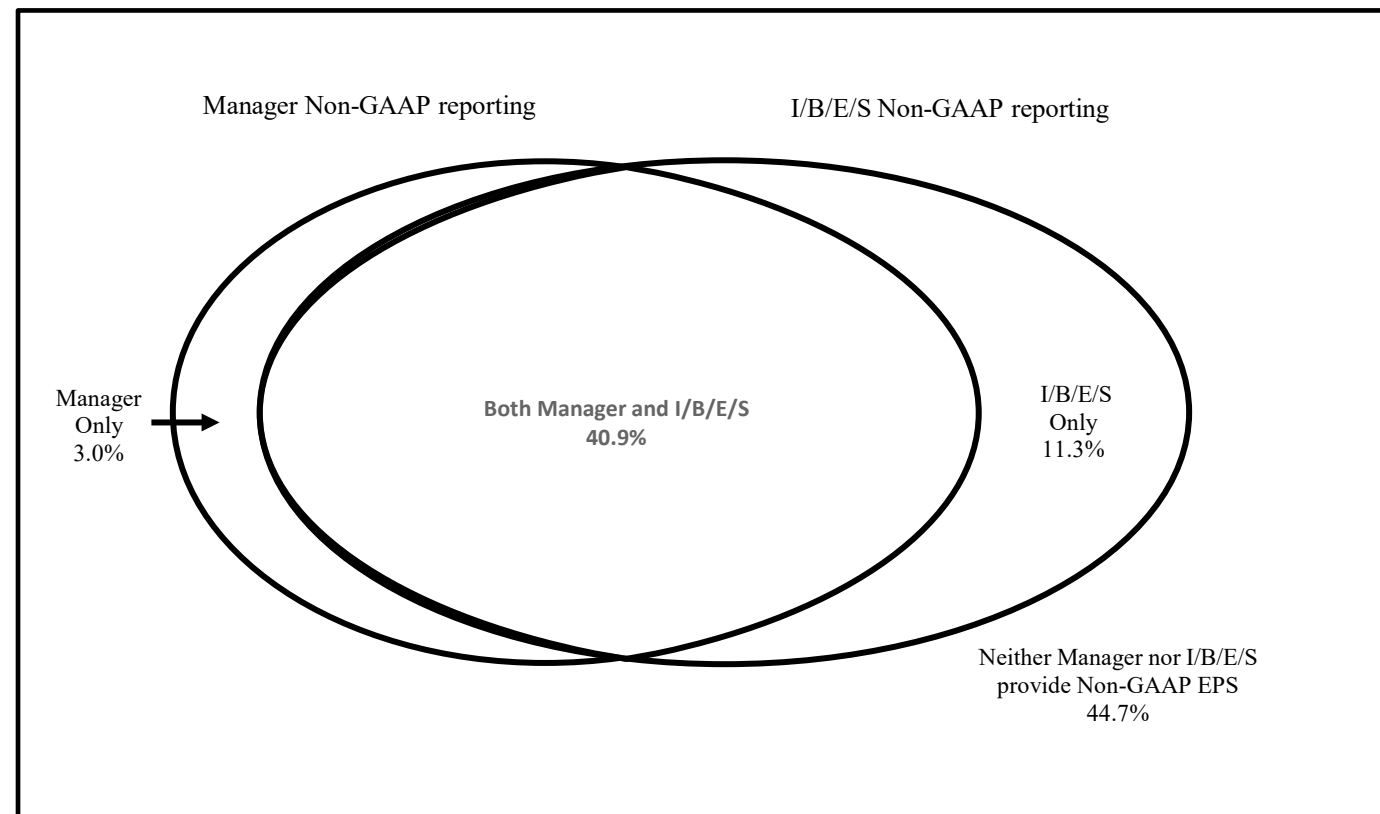 Manager Non-GAAP reporting
I/B/E/S Non-GAAP reporting
Manager
Only
3.0%
Both Manager and I/B/E/S
40.9%
I/B/E/S
Only
11.3%
Neither Manager nor I/B/E/S
provide Non-GAAP EPS
44.7%